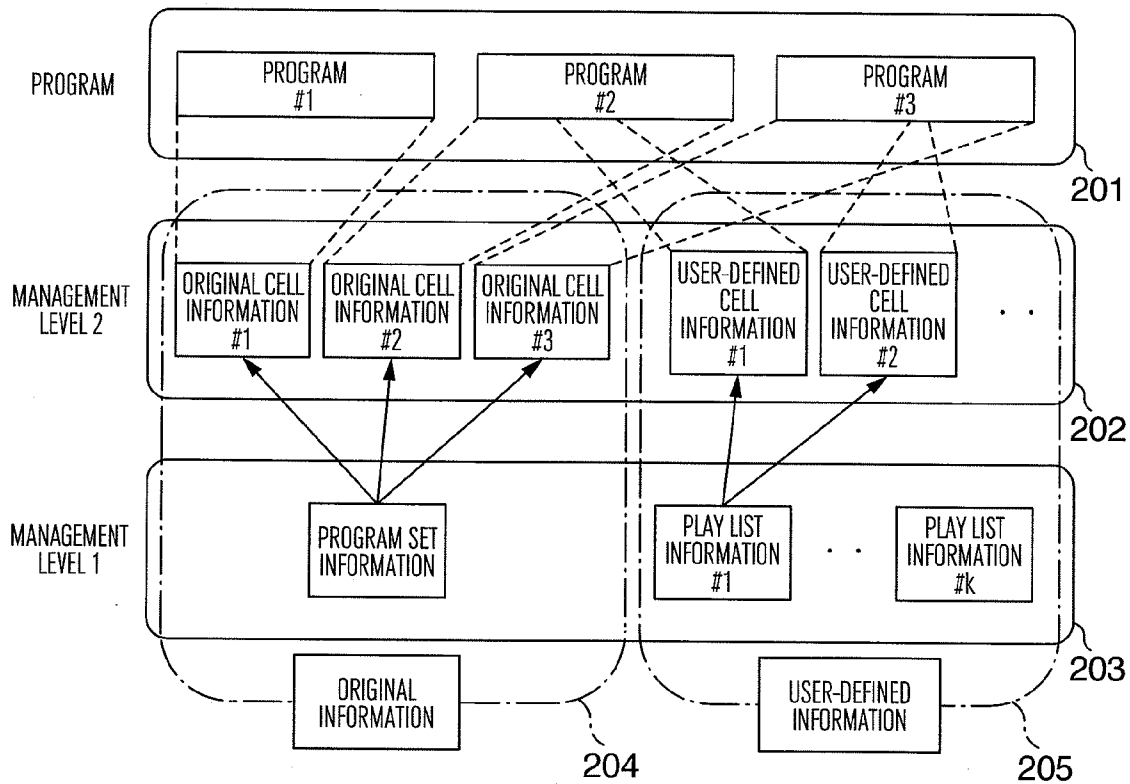 PROGRAM
PROGRAM
#1
PROGRAM
#2
PROGRAM
#3
201
MANAGEMENT
LEVEL 2
ORIGINAL CELL
INFORMATION
#1
ORIGINAL CELL
INFORMATION
#2
ORIGINAL CELL
INFORMATION
#3
USER-DEFINED
CELL
INFORMATION
#1
USER-DEFINED
CELL
INFORMATION
#2
. .
202
MANAGEMENT
LEVEL 1
PROGRAM SET
INFORMATION
PLAY LIST
INFORMATION
#1
. .
PLAY LIST
INFORMATION
#K
203
ORIGINAL
INFORMATION
204
USER-DEFINED
INFORMATION
205